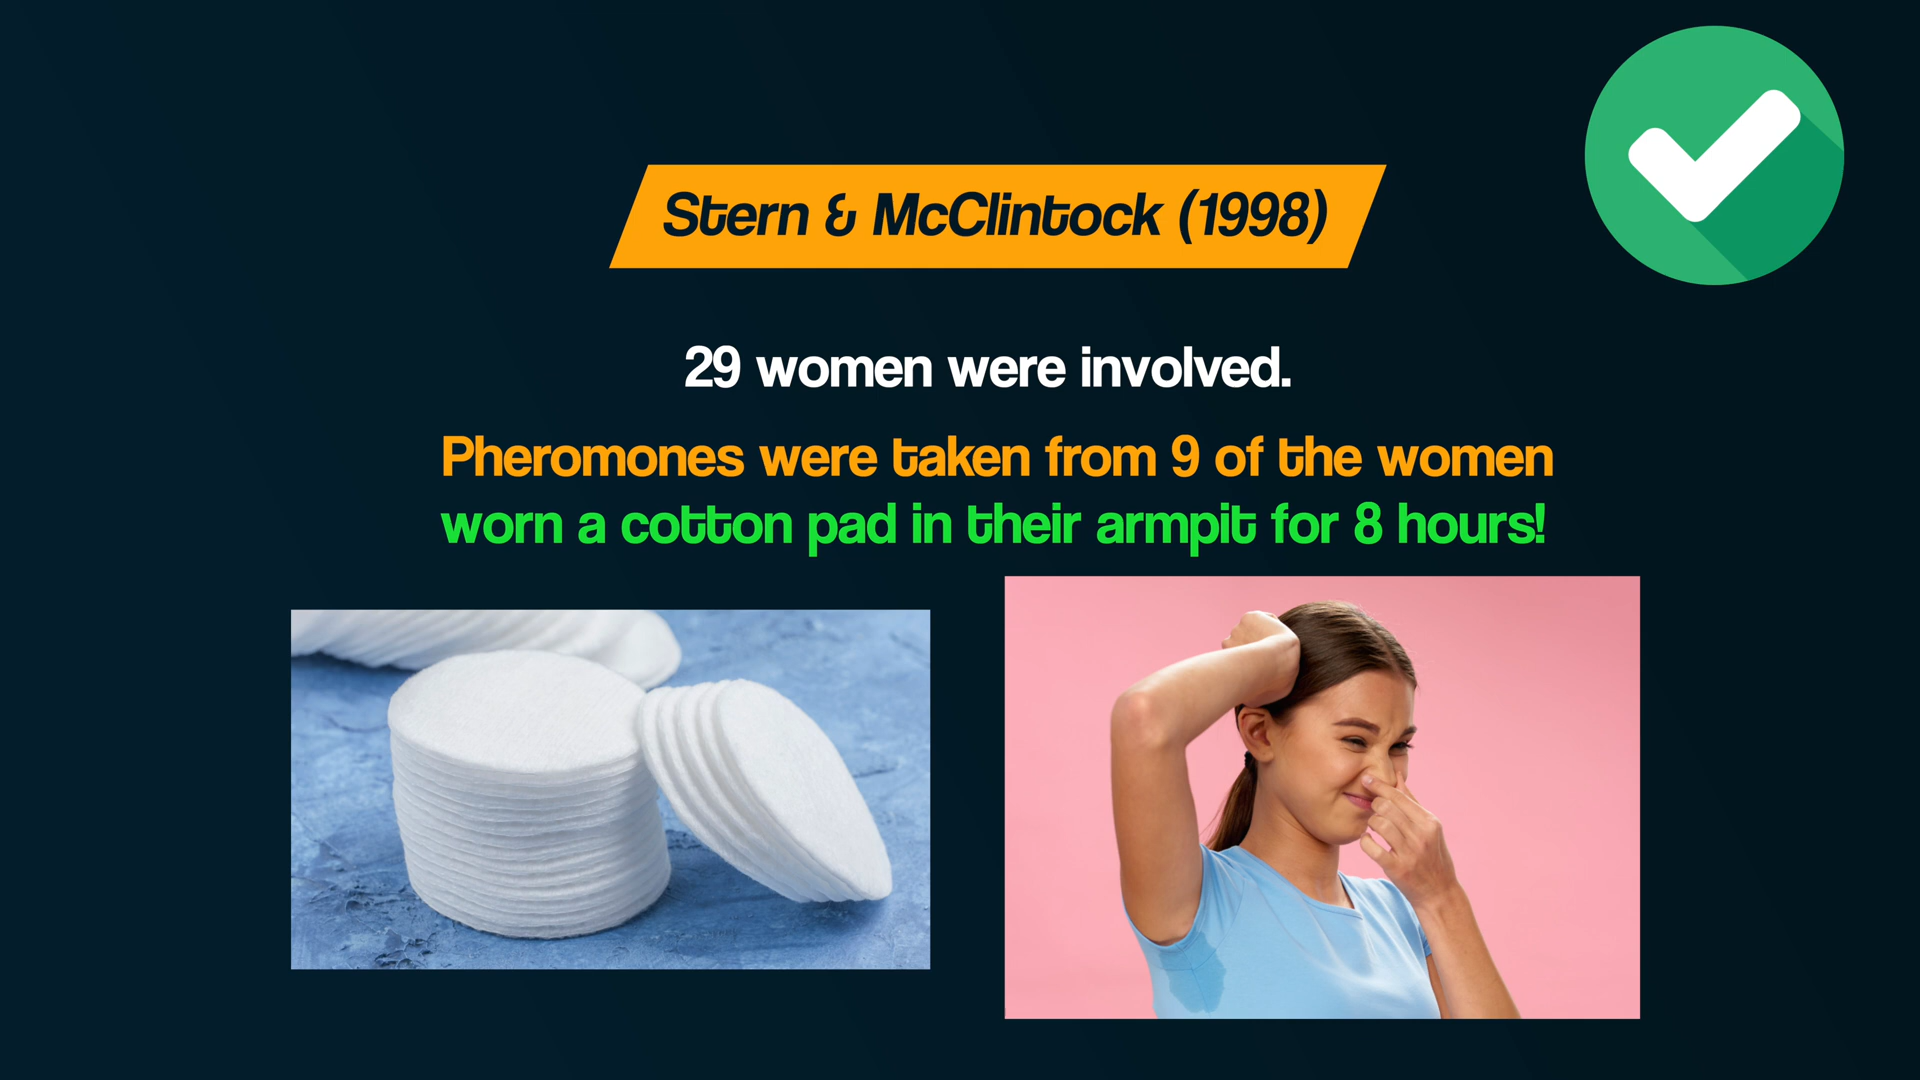 Stern & McClintock (1998)
29 women were involved.
Pheromones were taken from 9 of the women
worn a cotton pad in their armpit for 8 hours!